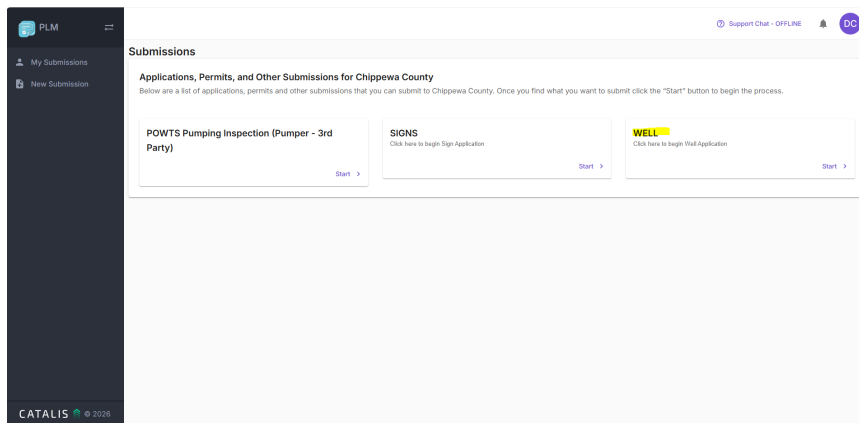 PLM
Support Chat - OFFLINE
DC
My Submissions
New Submission
Submissions
Applications, Permits, and Other Submissions for Chippewa County
Below are a list of applications, permits and other submissions that you can submit to Chippewa County. Once you find what you want to submit click the "Start" button to begin the process.
POWTS Pumping Inspection (Pumper - 3rd
Party)
Start
SIGNS
Click here to begin Sign Application
Start
WELL
Click here to begin Well Application
Start
CATALIS © 2026